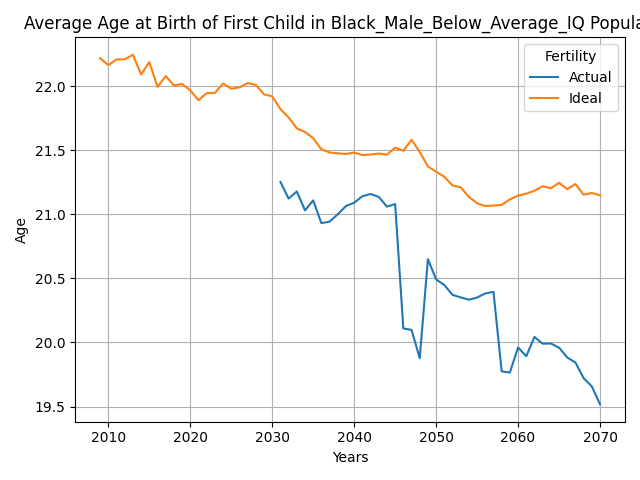 Average Age at Birth of First Child in Black_Male_Below_Average_IQ Popula
Fertility
Actual
Ideal
22.0
21.5
21.0
20.5
20.0
19.5
Age
2010 2020 2030 2040 2050 2060 2070
Years